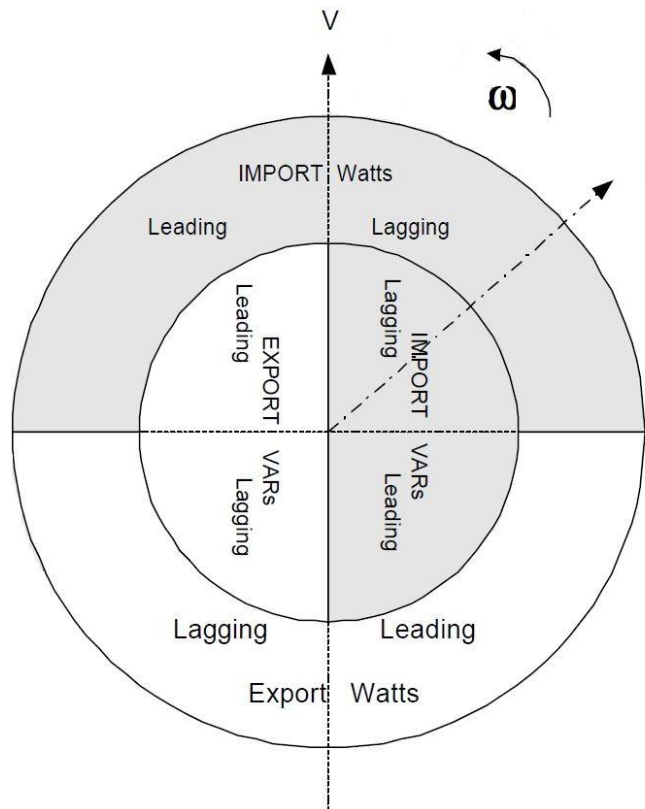 V
ω
IMPORT Watts
Leading
Lagging
Leading
EXPORT
Lagging
IMPORT
VARs
Lagging
VARs
Leading
Lagging
Leading
Export Watts